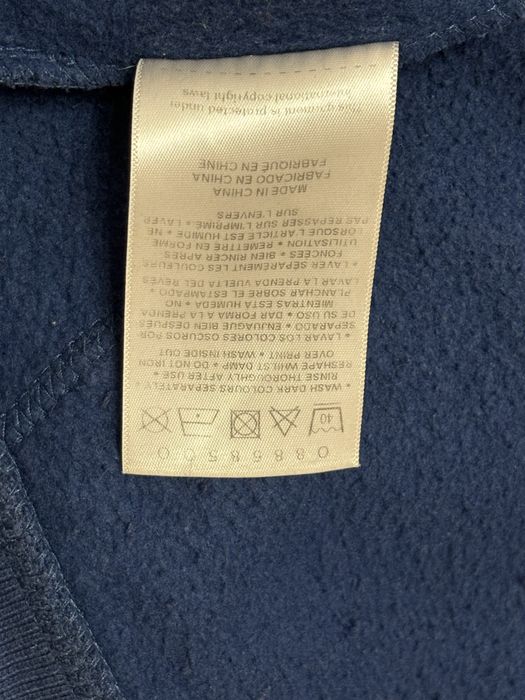 40
• WASH DARK COLOURS SEPARATELY •
RINSE THOROUGHLY AFTER USE •
RESHAPE WHILST DAMP • DO NOT IRON
OVER PRINT • WASH INSIDE OUT
• LAVAR LOS COLORES OSCUROS POR
SEPARADO • ENJUAGUE BIEN DESPUES
DE SU USO • DAR FORMA A LA PRENDA
MIENTRAS ESTA HUMEDA • NO
PLANCHAR SOBRE EL ESTAMPADO •
LAVAR LA PRENDA VUELTA DEL REVES
• LAVER SEPAREMENT LES COULEURS
FONCEES • BIEN RINCER APRES
UTILISATION • REMETTRE EN FORME
LORSQUE L'ARTICLE EST HUMIDE • NE
PAS REPASSER SUR L'IMPRIME • LAVER
SUR L'ENVERS
MADE IN CHINA
FABRICADO EN CHINA
FABRIQUÉ EN CHINE
This garment is protected under
international copyright laws